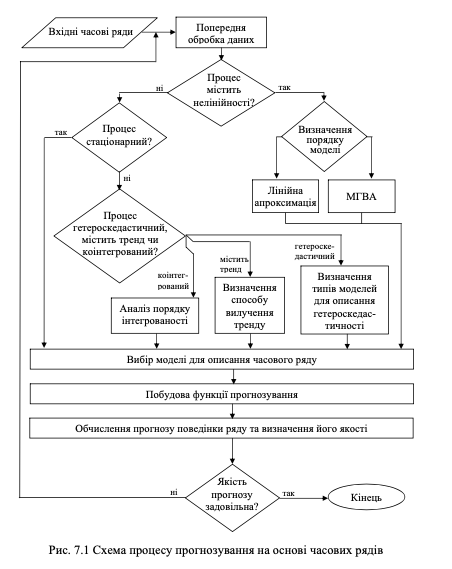 Вхідні часові ряди
Попередня
обробка даних
Процес
містить
нелінійності?
ні
так
Процес
стаціонарний?
так
ні
Визначення
порядку
моделі
Лінійна
апроксимація
МГВА
Процес
гетероскедастичний,
містить тренд чи
коінтегрований?
коінтег-
рований
містить
тренд
гетероске-
дастичний
Аналіз порядку
інтегрованості
Визначення
способу
вилучення
тренду
Визначення
типів моделей
для описання
гетероскедас-
тичності
Вибір моделі для описання часового ряду
Побудова функції прогнозування
Обчислення прогнозу поведінки ряду та визначення його якості
Якість
прогнозу
задовільна?
ні
так
Кінець
Рис. 7.1 Схема процесу прогнозування на основі часових рядів